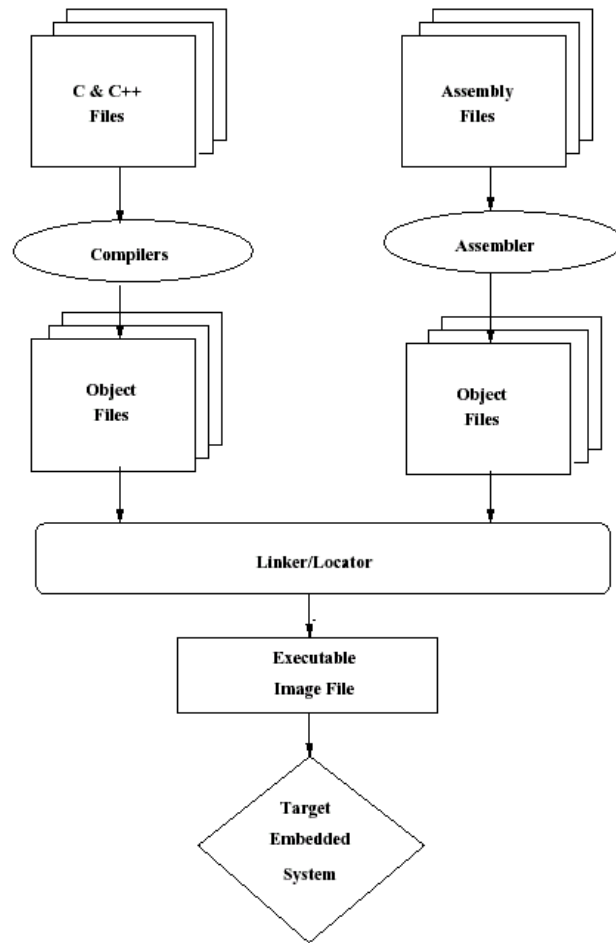 C & C++
Files
Assembly
Files
Compilers
Assembler
Object
Files
Object
Files
Linker/Locator
Executable
Image File
Target
Embedded
System